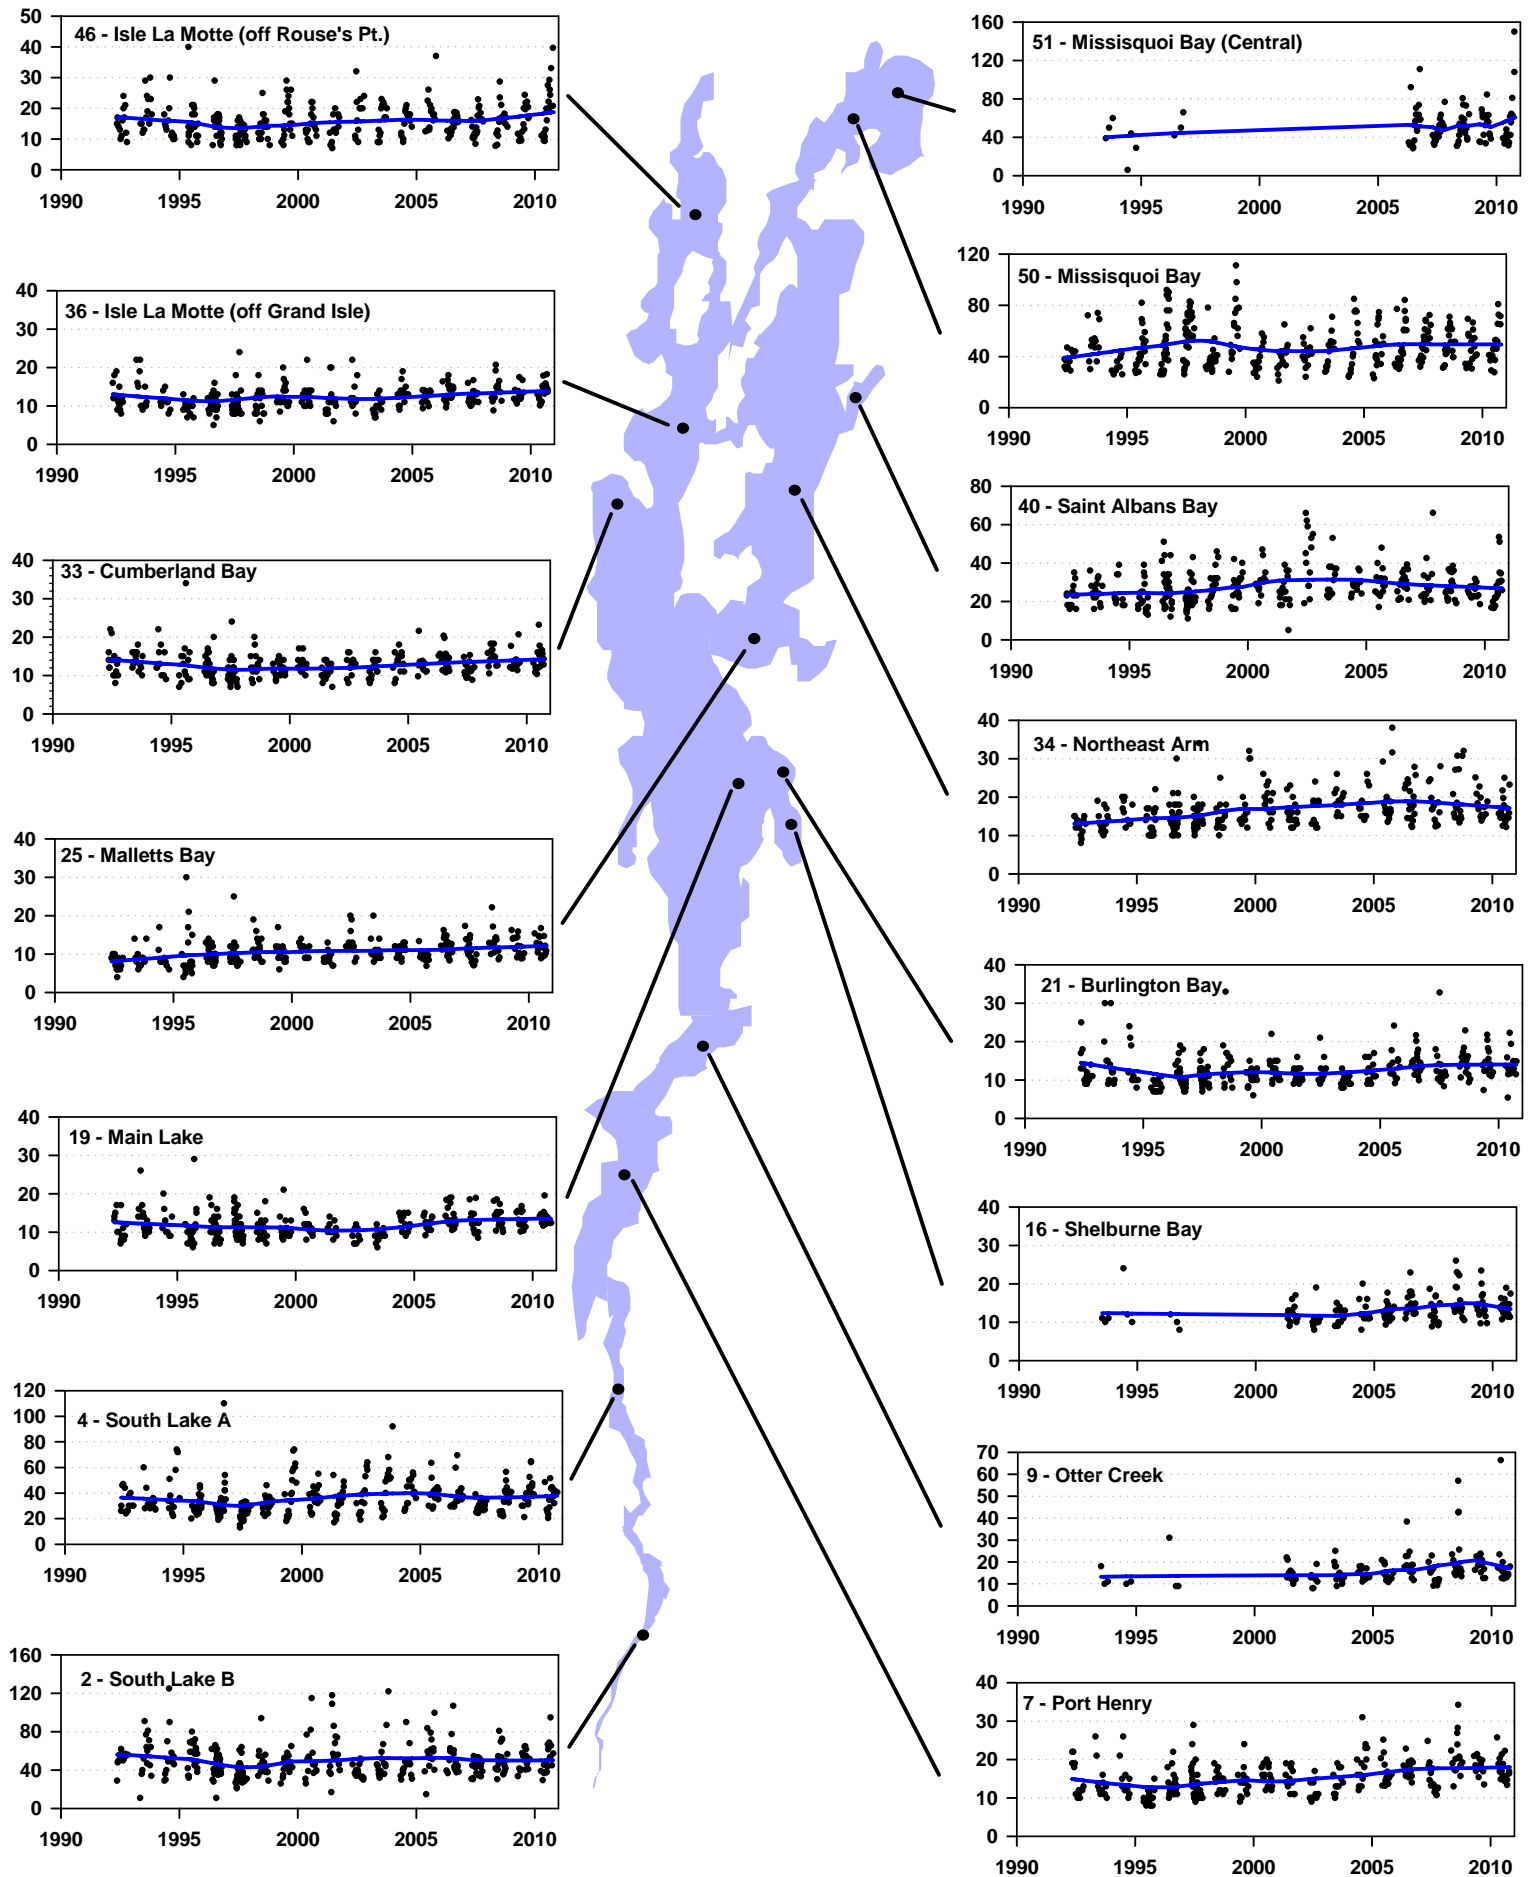 46 - Isle La Motte (off Rouse's Pt.)
50
40
30
20
10
0
1990 1995 2000 2005 2010
36 - Isle La Motte (off Grand Isle)
40
30
20
10
0
1990 1995 2000 2005 2010
33 - Cumberland Bay
40
30
20
10
0
1990 1995 2000 2005 2010
25 - Malletts Bay
40
30
20
10
0
1990 1995 2000 2005 2010
19 - Main Lake
40
30
20
10
0
1990 1995 2000 2005 2010
4 - South Lake A
120
100
80
60
40
20
0
1990 1995 2000 2005 2010
2 - South Lake B
160
120
80
40
0
1990 1995 2000 2005 2010
51 - Missisquoi Bay (Central)
160
120
80
40
0
1990 1995 2000 2005 2010
50 - Missisquoi Bay
120
80
40
0
1990 1995 2000 2005 2010
40 - Saint Albans Bay
80
60
40
20
0
1990 1995 2000 2005 2010
34 - Northeast Arm
40
30
20
10
0
1990 1995 2000 2005 2010
21 - Burlington Bay
40
30
20
10
0
1990 1995 2000 2005 2010
16 - Shelburne Bay
40
30
20
10
0
1990 1995 2000 2005 2010
9 - Otter Creek
70
60
50
40
30
20
10
0
1990 1995 2000 2005 2010
7 - Port Henry
40
30
20
10
0
1990 1995 2000 2005 2010